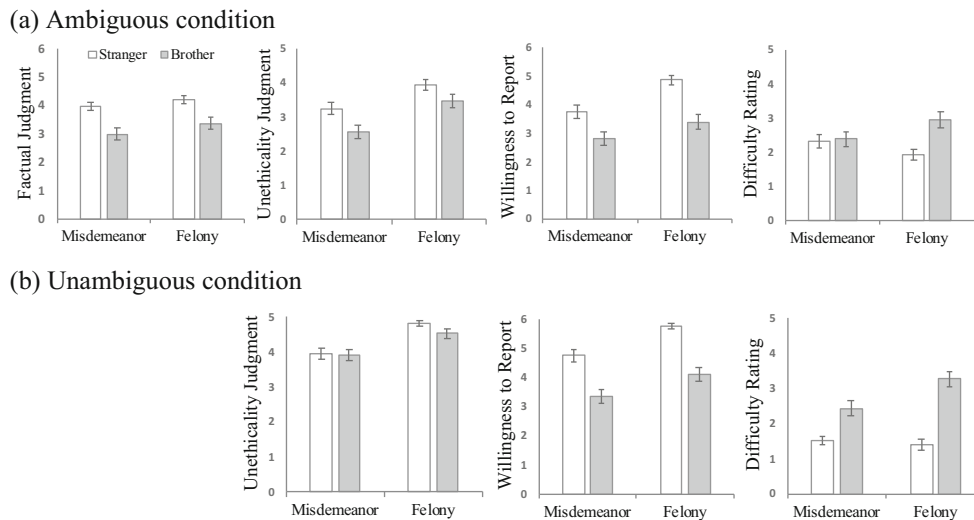 (a) Ambiguous condition
Factual Judgment
6
5
4
3
2
1
0
Stranger Brother
Misdemeanor Felony
Unethicality Judgment
5
4
3
2
1
0
Misdemeanor Felony
Willingness to Report
6
5
4
3
2
1
0
Misdemeanor Felony
Difficulty Rating
5
4
3
2
1
0
Misdemeanor Felony
(b) Unambiguous condition
Unethicality Judgment
5
4
3
2
1
0
Misdemeanor Felony
Willingness to Report
6
5
4
3
2
1
0
Misdemeanor Felony
Difficulty Rating
5
4
3
2
1
0
Misdemeanor Felony